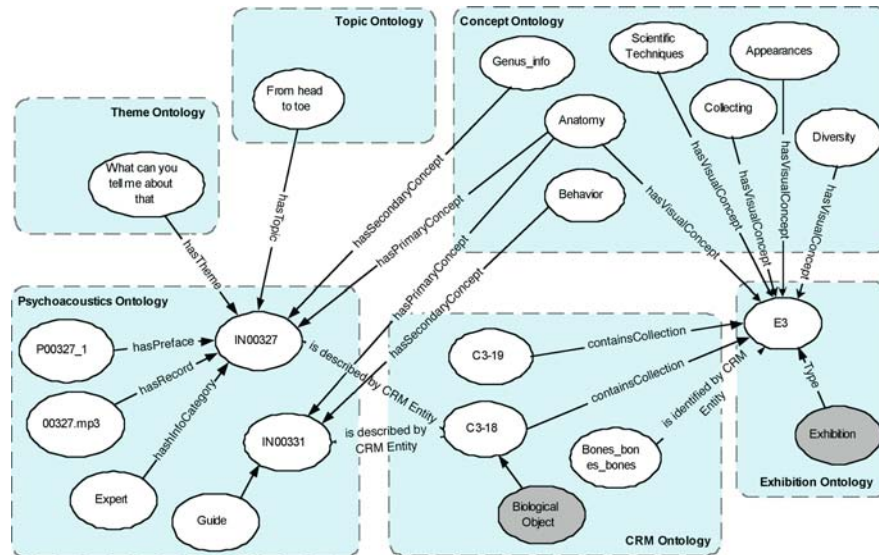 Topic Ontology
Concept Ontology
Scientific
Techniques
Appearances
Genus_info
From head
to toe
Collecting
Theme Ontology
Anatomy
Diversity
What can you
tell me about
that
Behavior
hasTheme
hasTopic
hasSecondaryConcept
hasPrimaryConcept
hasPrimaryConcept
hasSecondaryConcept
hasVisualConcept
hasVisualConcept
hasVisualConcept
hasVisualConcept
hasVisualConcept
Psychoacoustics Ontology
P00327_1
hasPreface
IN00327
hasRecord
00327.mp3
hashInfoCategory
Expert
Guide
IN00331
is described by CRM Entity
is described by
CRM Entity
C3-19
containsCollection
E3
C3-18
containsCollection
is identified by CRM
Entity
Bones_bon
es_bones
Biological
Object
CRM Ontology
Type
Exhibition
Exhibition Ontology